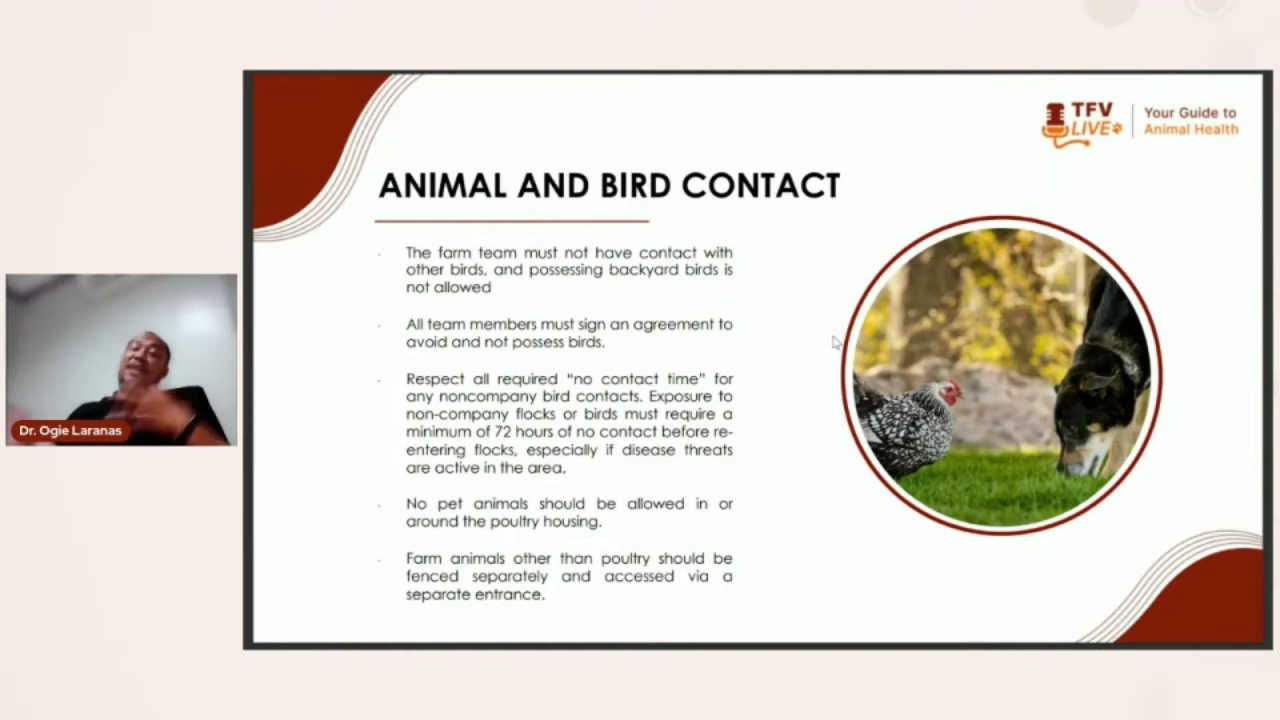 TFV
LIVE
Your Guide to
Animal Health
ANIMAL AND BIRD CONTACT
The farm team must not have contact with
other birds, and possessing backyard birds is
not allowed
All team members must sign an agreement to
avoid and not possess birds.
Respect all required “no contact time” for
any noncompany bird contacts. Exposure to
non-company flocks or birds must require a
minimum of 72 hours of no contact before re-
entering flocks, especially if disease threats
are active in the area.
No pet animals should be allowed in or
around the poultry housing.
Farm animals other than poultry should be
fenced separately and accessed via a
separate entrance.
Dr. Ogie Laranas